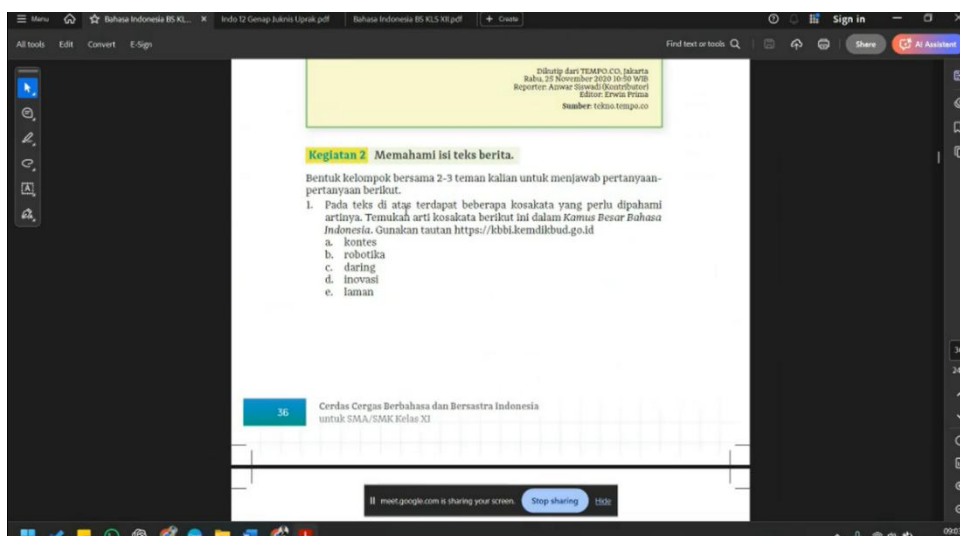 Menu
Bahasa Indonesia BS KL...
Indo 12 Genap Juknis Uprak.pdf
Bahasa Indonesia BS KLS XII.pdf
+ Create
Sign in
All tools Edit Convert E-Sign
Find text or tools
Share
AI Assistant
Dikutip dari TEMPO.CO, Jakarta
Rabu, 25 November 2020 10:50 WIB
Reporter: Anwar Siswadi (Kontributor)
Editor: Erwin Prima
Sumber: tekno.tempo.co
Kegiatan 2 Memahami isi teks berita.
Bentuk kelompok bersama 2-3 teman kalian untuk menjawab pertanyaan-
pertanyaan berikut.
1. Pada teks di atas terdapat beberapa kosakata yang perlu dipahami
artinya. Temukan arti kosakata berikut ini dalam Kamus Besar Bahasa
Indonesia. Gunakan tautan https://kbbi.kemdikbud.go.id
a. kontes
b. robotika
c. daring
d. inovasi
e. laman
36
Cerdas Cergas Berbahasa dan Bersastra Indonesia
untuk SMA/SMK Kelas XI
meet.google.com is sharing your screen.
Stop sharing
Hide